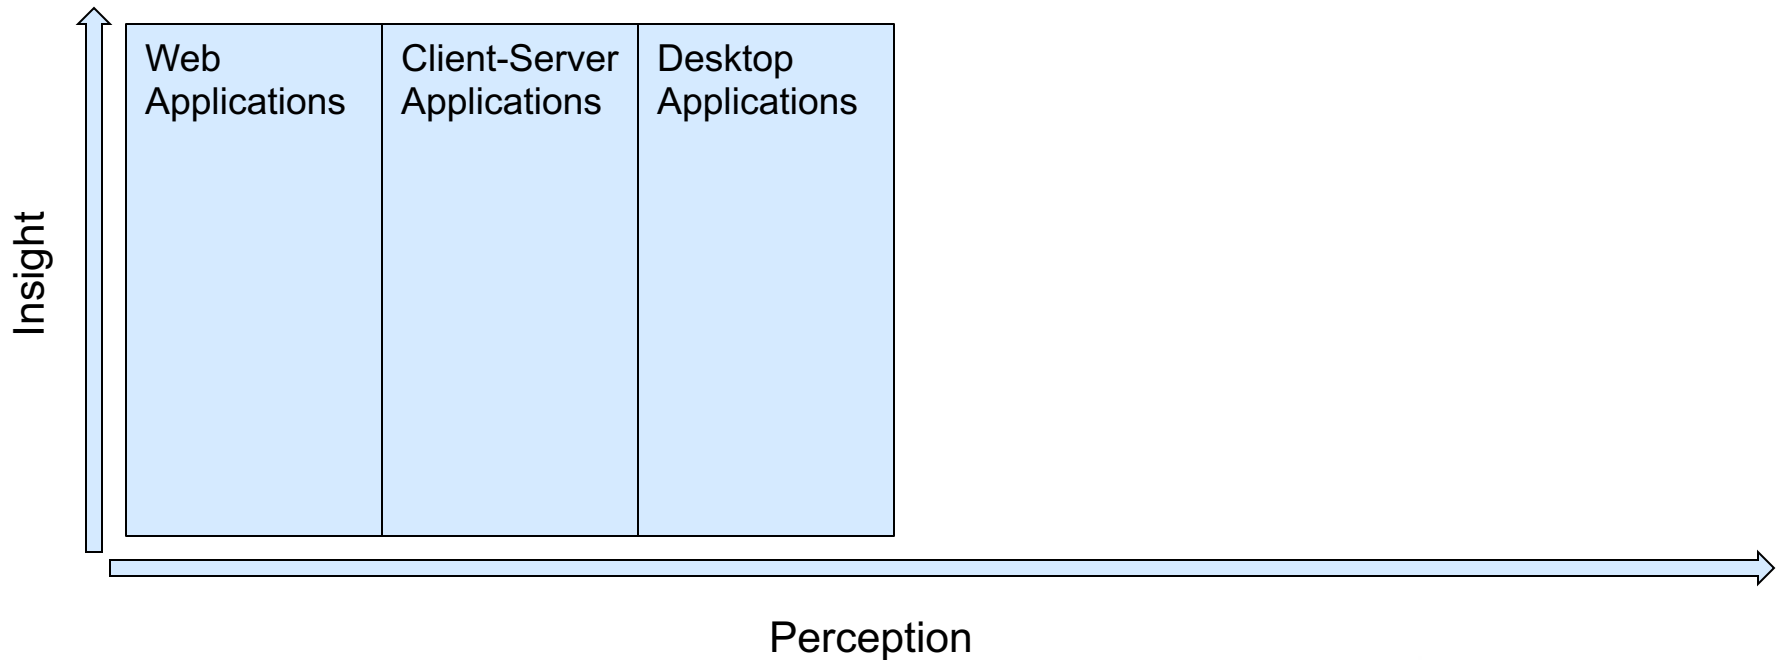 Web
Applications
Client-Server
Applications
Desktop
Applications
Insight
Perception